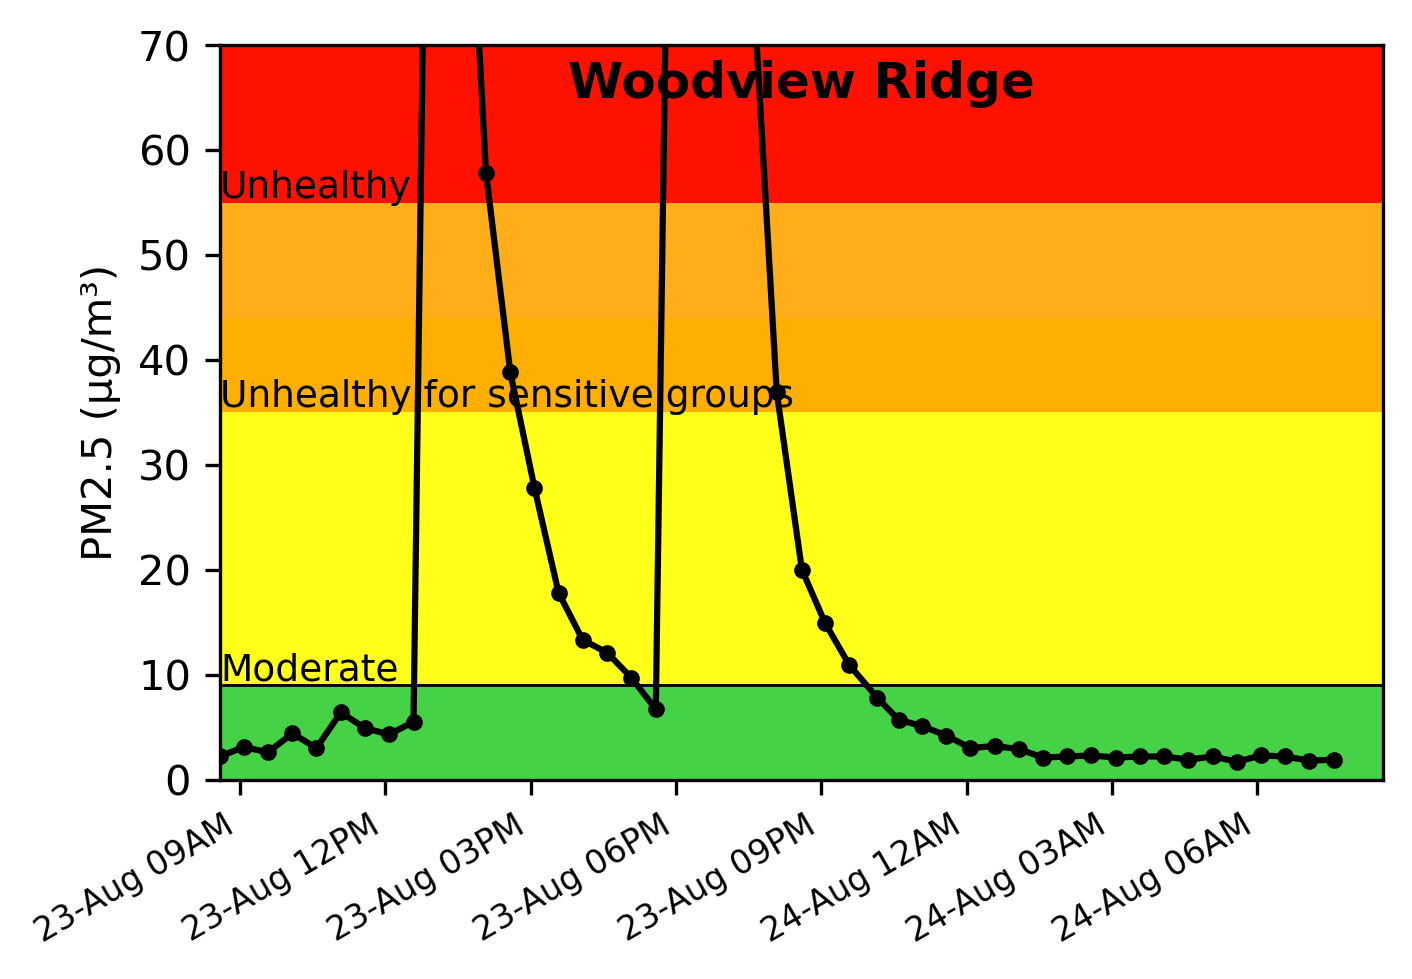 Woodview Ridge
PM2.5 (µg/m³)
70
60
50
40
30
20
10
0
Unhealthy
Unhealthy for sensitive groups
Moderate
23-Aug 09AM
23-Aug 12PM
23-Aug 03PM
23-Aug 06PM
23-Aug 09PM
24-Aug 12AM
24-Aug 03AM
24-Aug 06AM